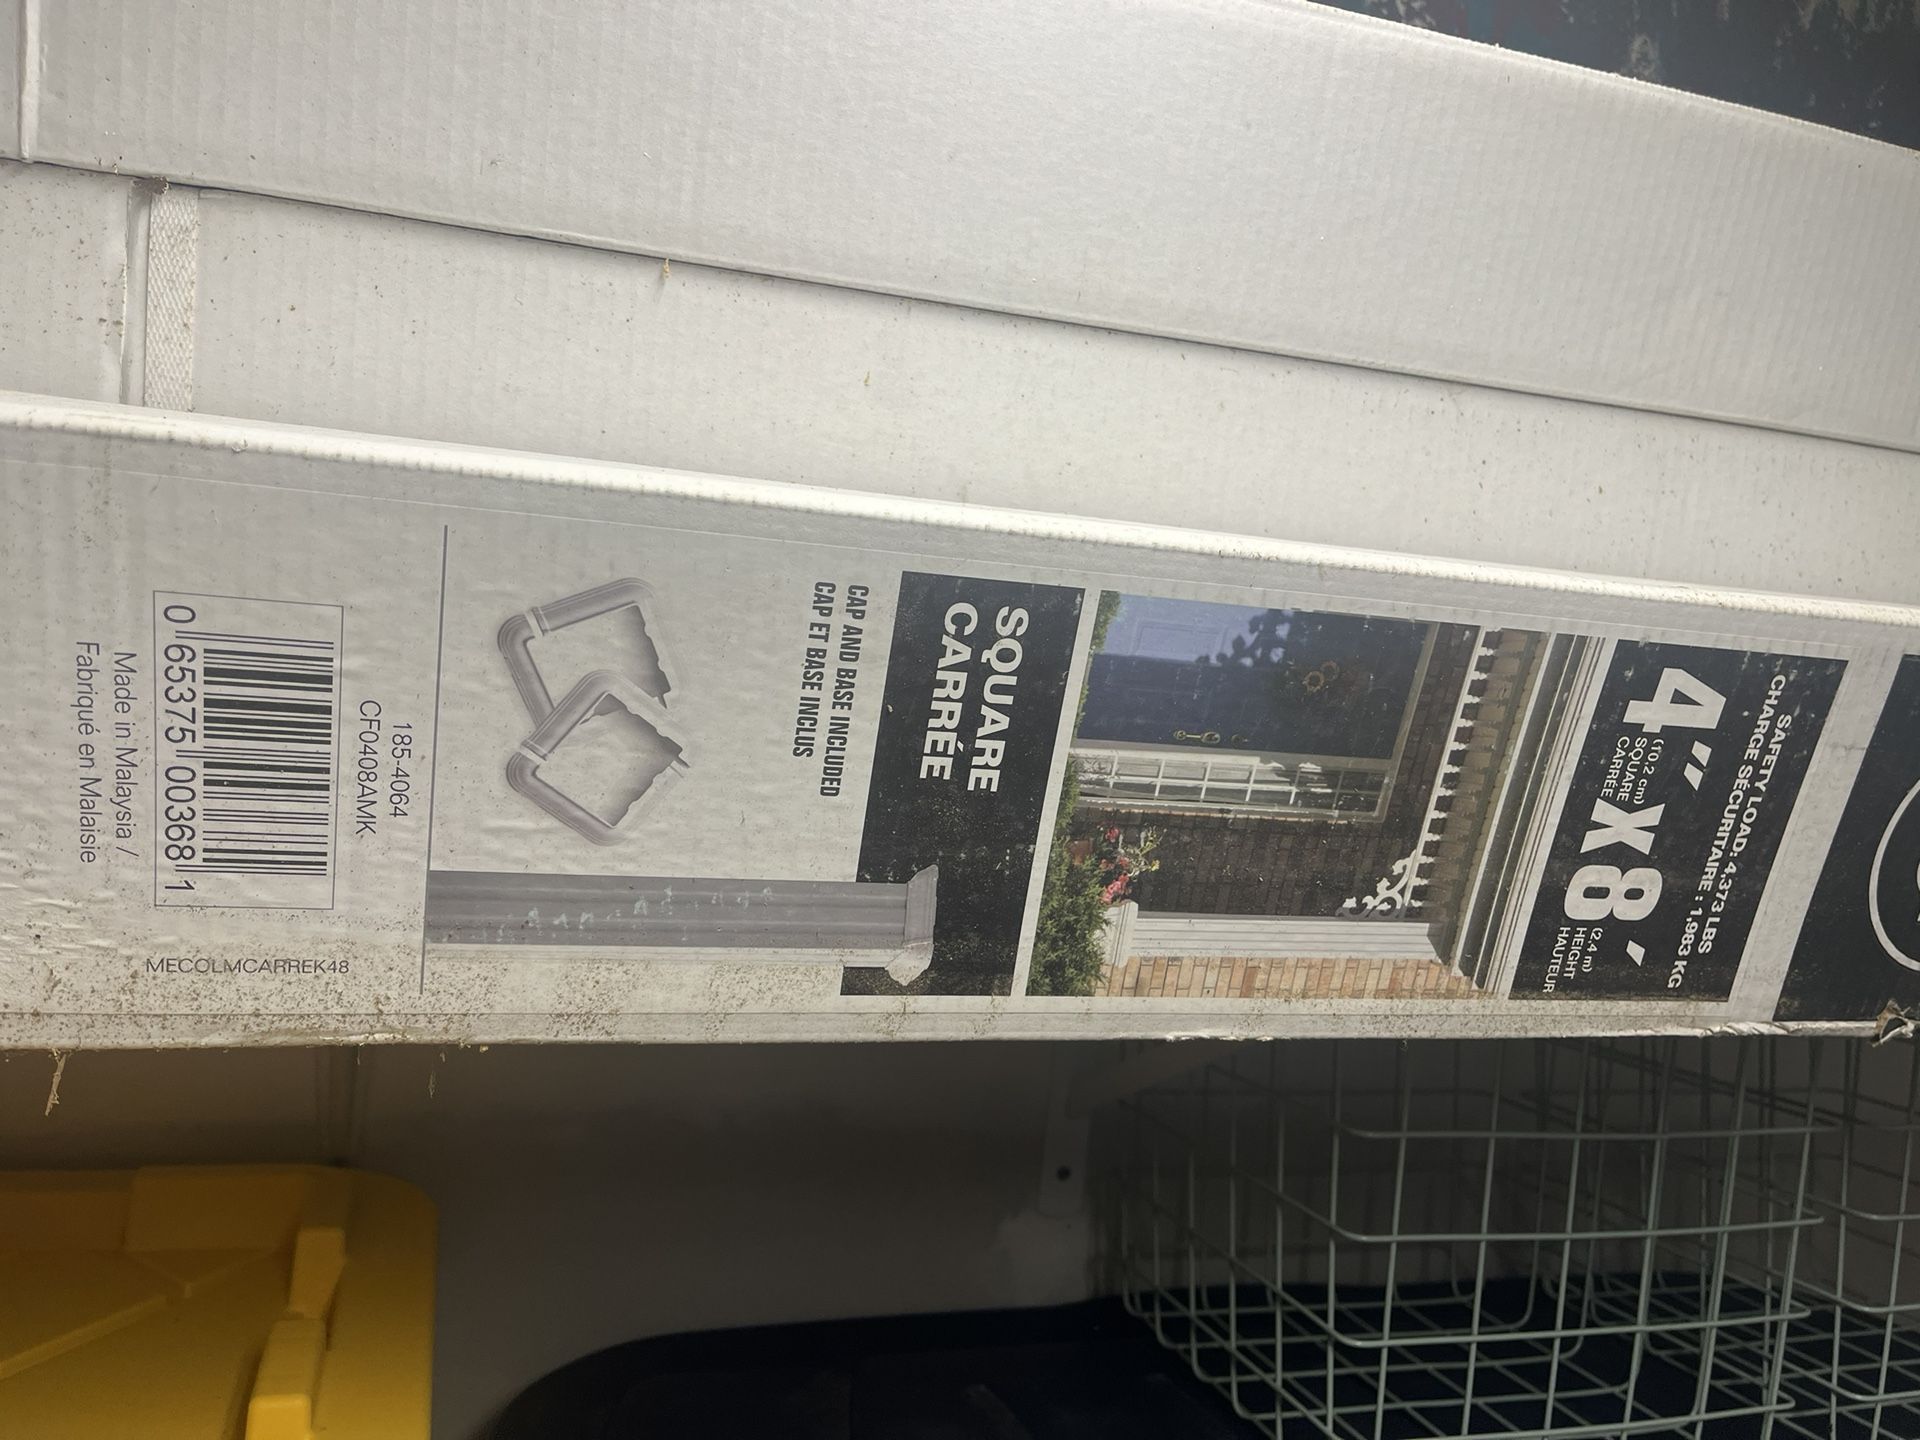 SAFETY LOAD: 4,373 LBS
CHARGE SÉCURITAIRE : 1,983 KG
4” X 8’
(10,2 cm)
SQUARE
CARRÉE
(2,4 m)
HEIGHT
HAUTEUR
SQUARE
CARRÉE
CAP AND BASE INCLUDED
CAP ET BASE INCLUS
185-4064
CF0408AMK
0 65375 00368 1
Made in Malaysia /
Fabriqué en Malaisie
MECOLMCARREK48